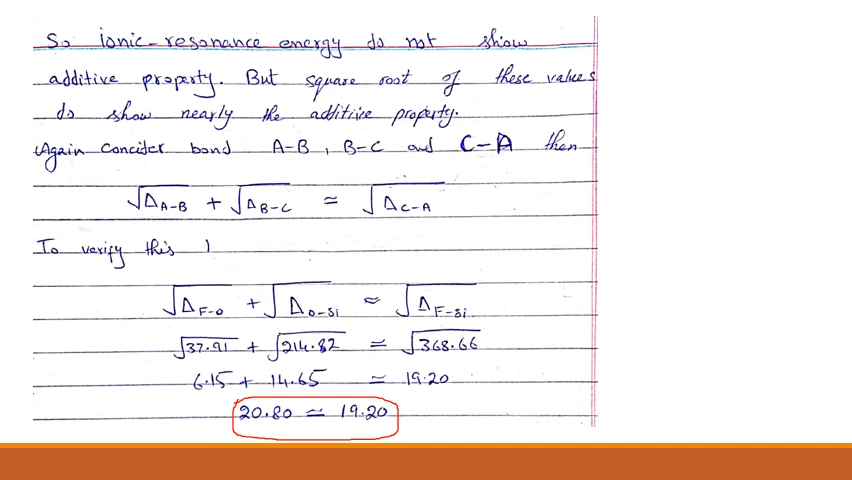 So ionic-resonance energy do not show
additive property. But square root of these values
do show nearly the additive property.
Again concider bond A-B, B-C and C-A then
√Δ_A-B + √Δ_B-C ≃ √Δ_C-A
To verify this
√Δ_F-O + √Δ_O-Si ≈ √Δ_F-Si
√37.91 + √214.82 ≃ √368.66
6.15 + 14.65 ≃ 19.20
20.80 ≃ 19.20